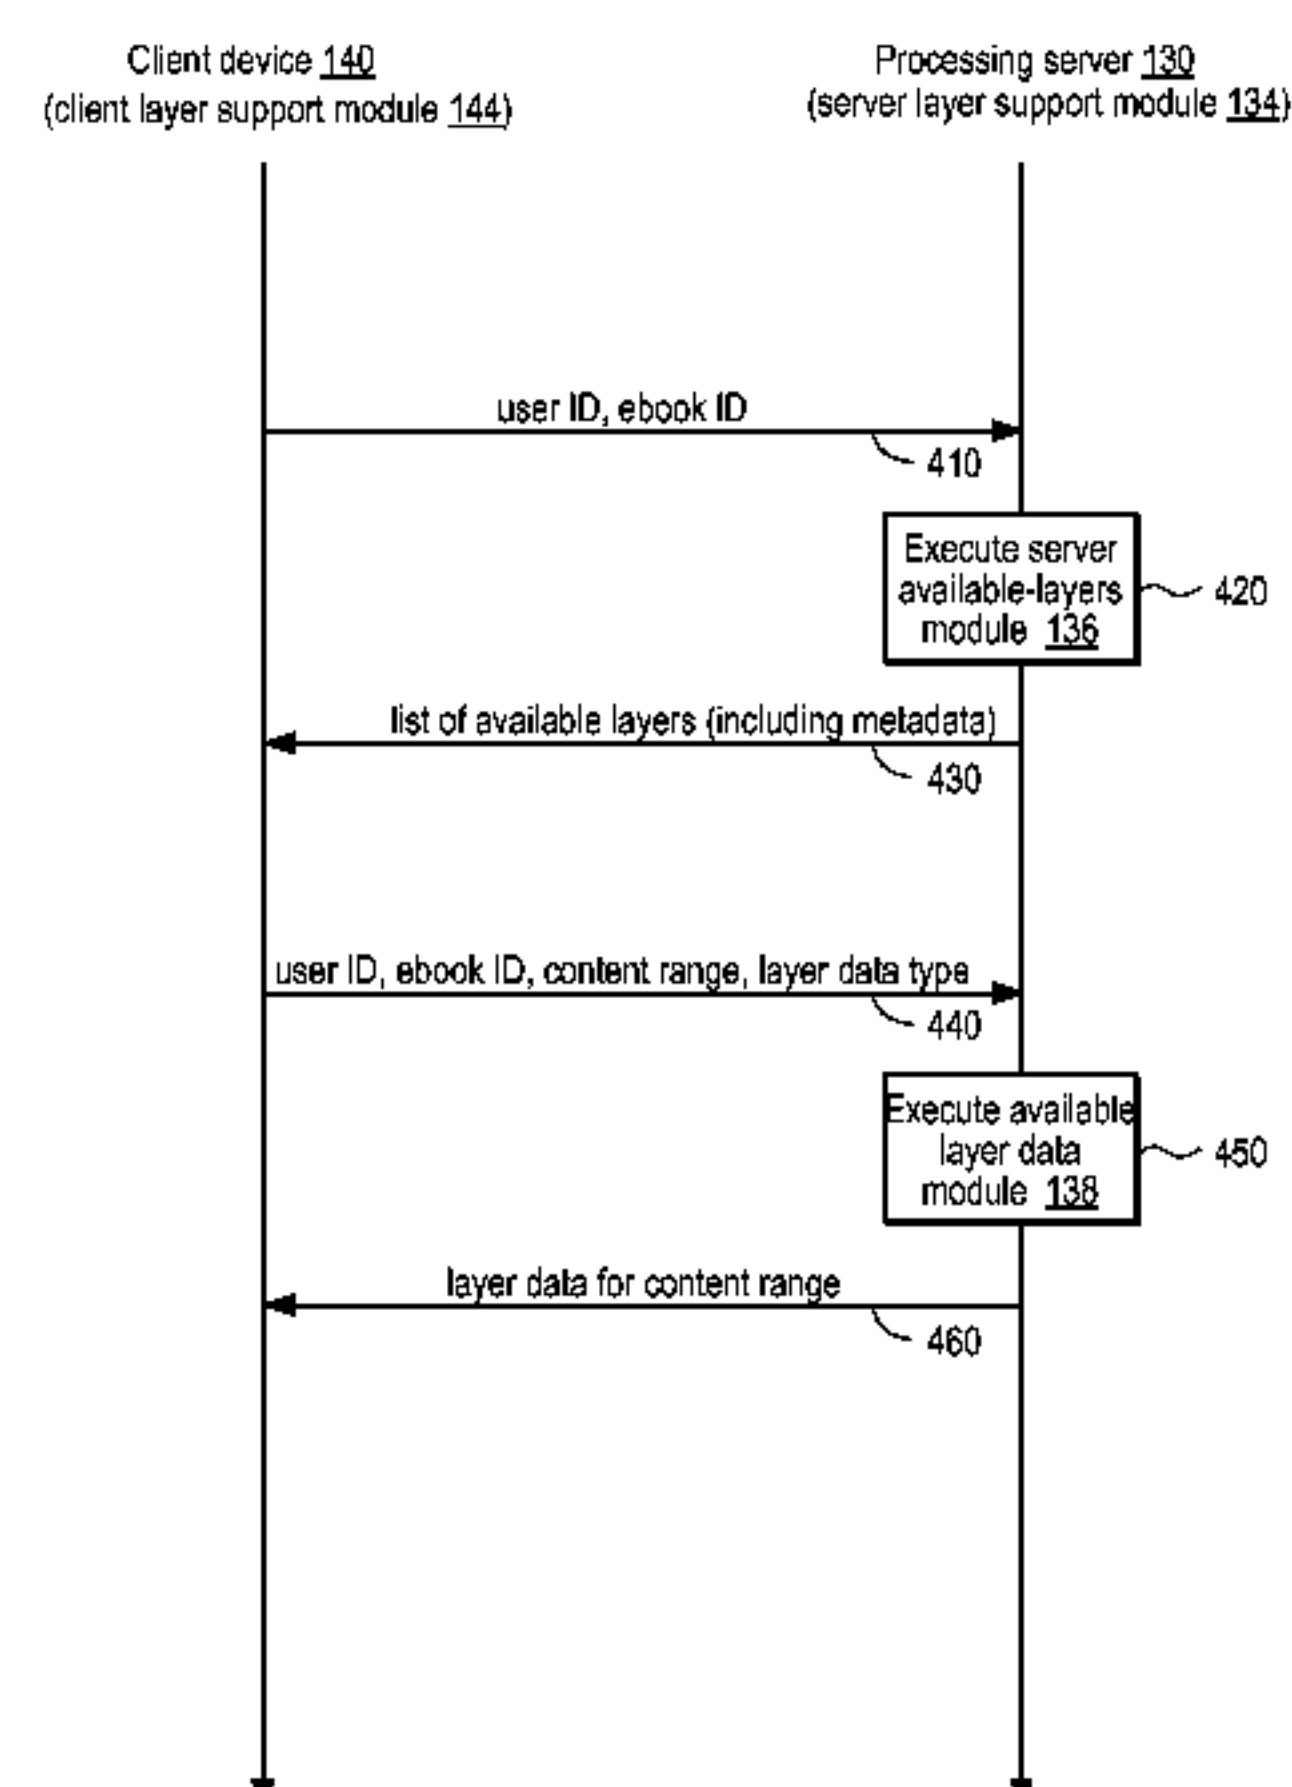 Client device 140
(client layer support module 144)
Processing server 130
(server layer support module 134)
user ID, ebook ID
410
Execute server
available-layers
module 136
420
list of available layers (including metadata)
430
user ID, ebook ID, content range, layer data type
440
Execute available
layer data
module 138
450
layer data for content range
460